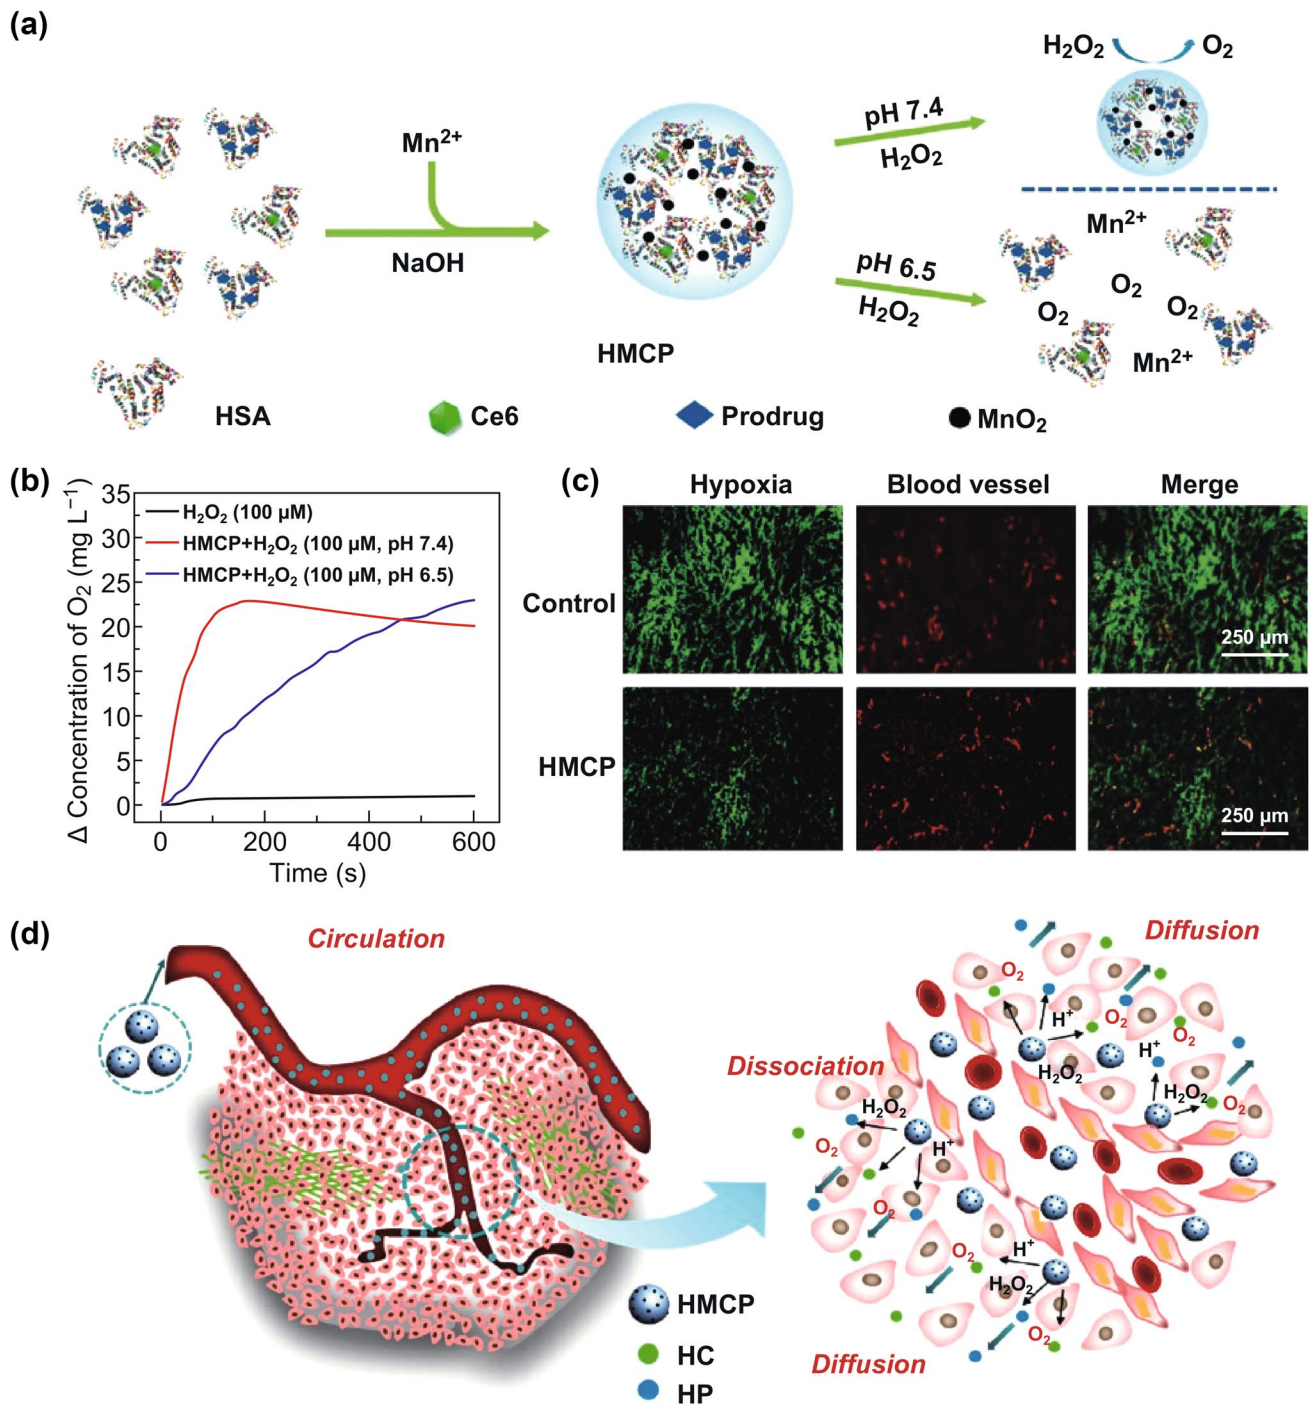 (a)
H₂O₂
O₂
Mn²⁺
NaOH
HMCP
pH 7.4
H₂O₂
pH 6.5
H₂O₂
Mn²⁺
O₂
O₂
O₂
Mn²⁺
HSA
Ce6
Prodrug
MnO₂
(b)
Δ Concentration of O₂ (mg L⁻¹)
35
30
25
20
15
10
5
0
H₂O₂ (100 μM)
HMCP+H₂O₂ (100 μM, pH 7.4)
HMCP+H₂O₂ (100 μM, pH 6.5)
0
200
400
600
Time (s)
(c)
Hypoxia
Blood vessel
Merge
Control
250 μm
HMCP
250 μm
(d)
Circulation
Diffusion
O₂
H⁺
O₂
O₂
Dissociation
H⁺
H₂O₂
H₂O₂
H₂O₂
O₂
O₂
H⁺
O₂
O₂
H⁺
H₂O₂
O₂
Diffusion
HMCP
HC
HP